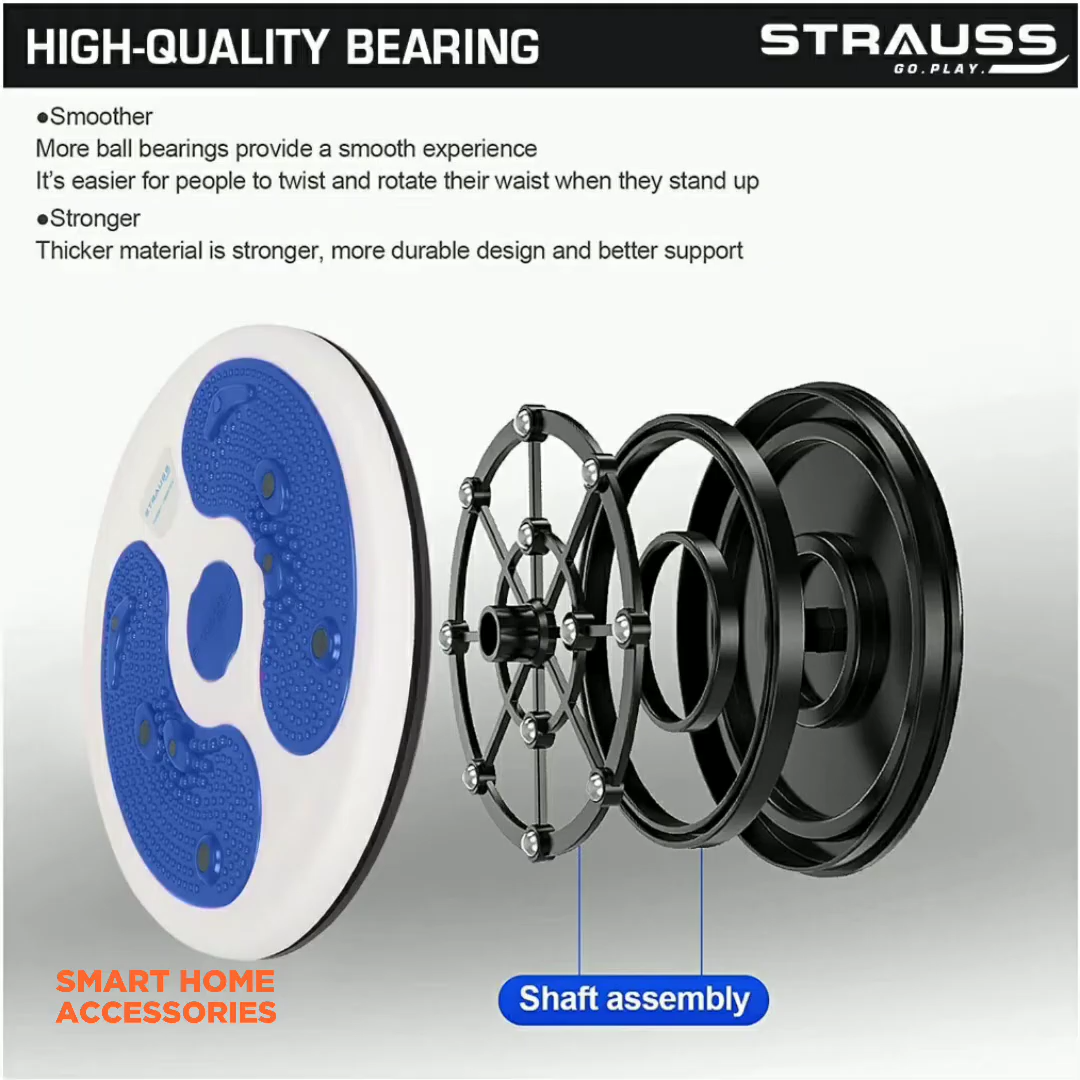 HIGH-QUALITY BEARING
STRAUSS
GO.PLAY.
●Smoother
More ball bearings provide a smooth experience
It's easier for people to twist and rotate their waist when they stand up
●Stronger
Thicker material is stronger, more durable design and better support
STRAUSS
SMART HOME
ACCESSORIES
Shaft assembly